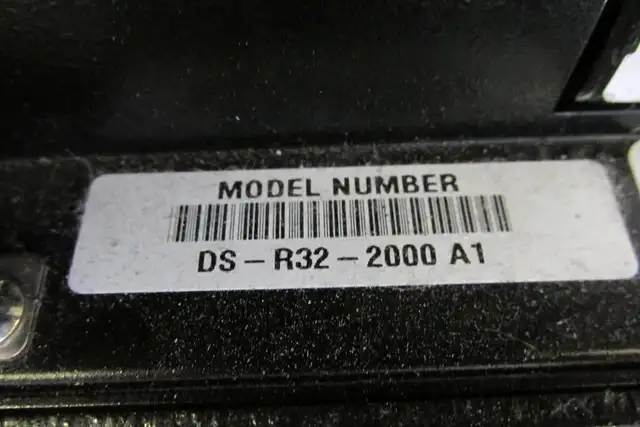 MODEL NUMBER
DS - R32 - 2000 A1